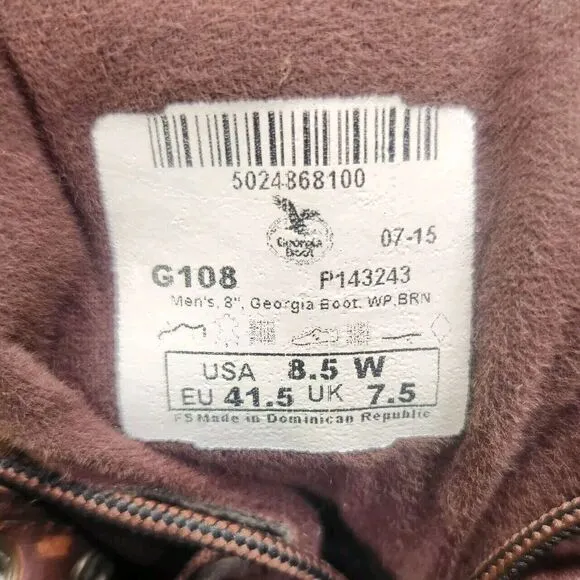 5024868100
Georgia
Boot
07-15
G108 P143243
Men's, 8", Georgia Boot, WP,BRN
USA 8.5 W
EU 41.5 UK 7.5
FS Made in Dominican Republic